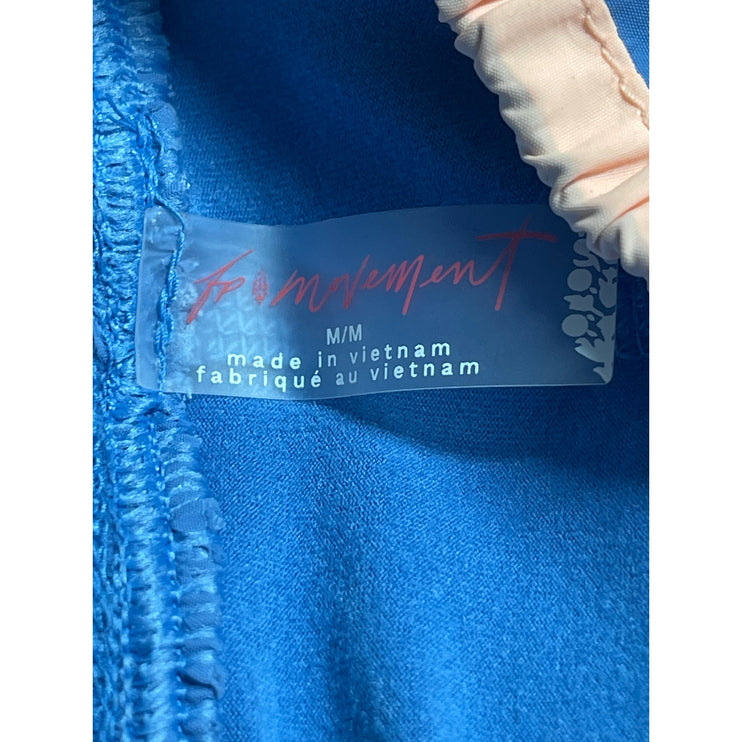 fp movement
M/M
made in vietnam
fabriqué au vietnam